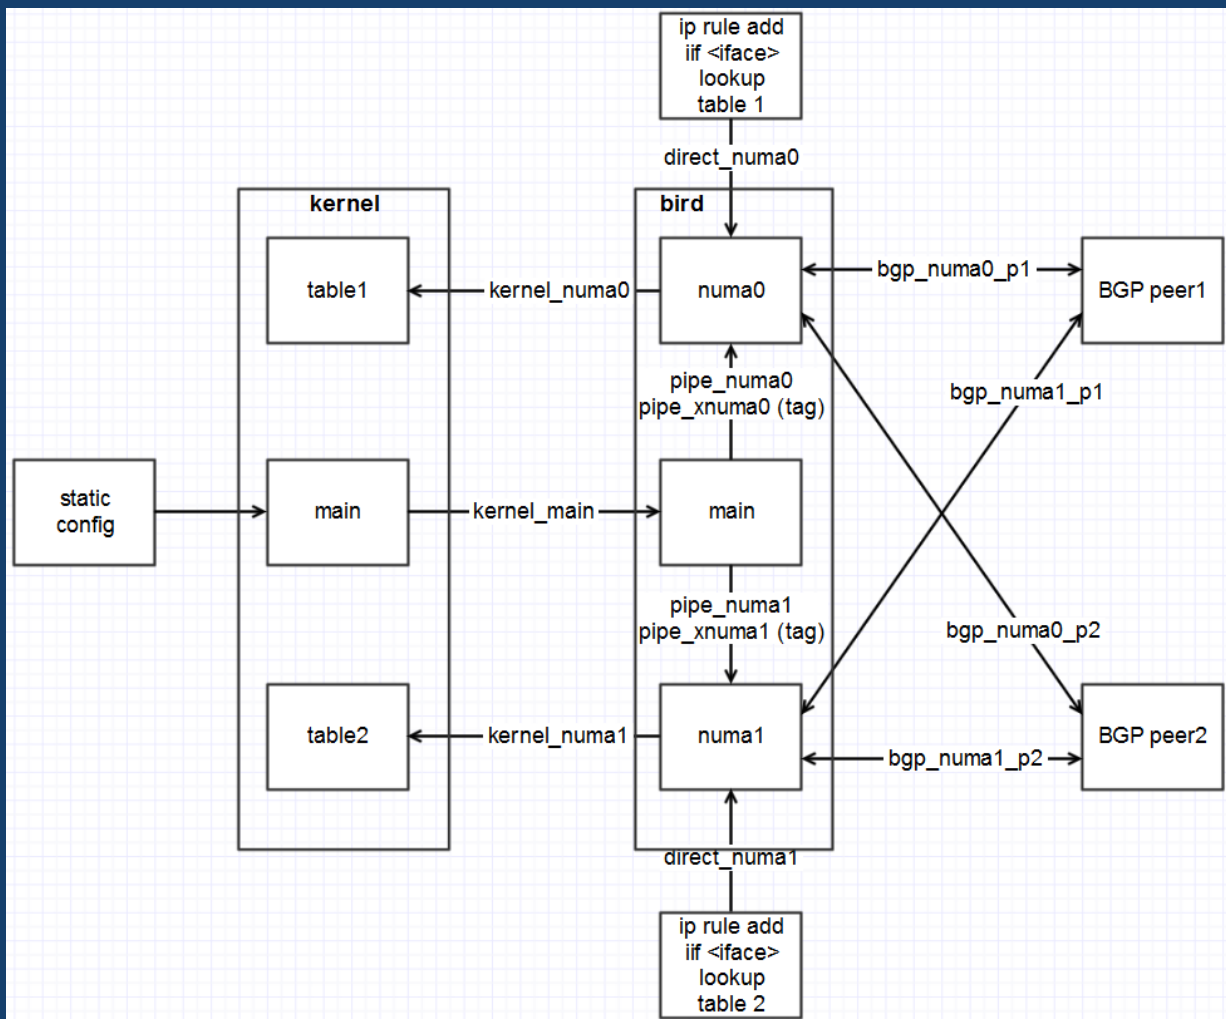 ip rule add
iif <iface>
lookup
table 1
direct_numa0
kernel
bird
table1
kernel_numa0
numa0
bgp_numa0_p1
BGP peer1
pipe_numa0
pipe_xnuma0 (tag)
bgp_numa1_p1
static
config
main
kernel_main
main
pipe_numa1
pipe_xnuma1 (tag)
bgp_numa0_p2
table2
kernel_numa1
numa1
bgp_numa1_p2
BGP peer2
direct_numa1
ip rule add
iif <iface>
lookup
table 2